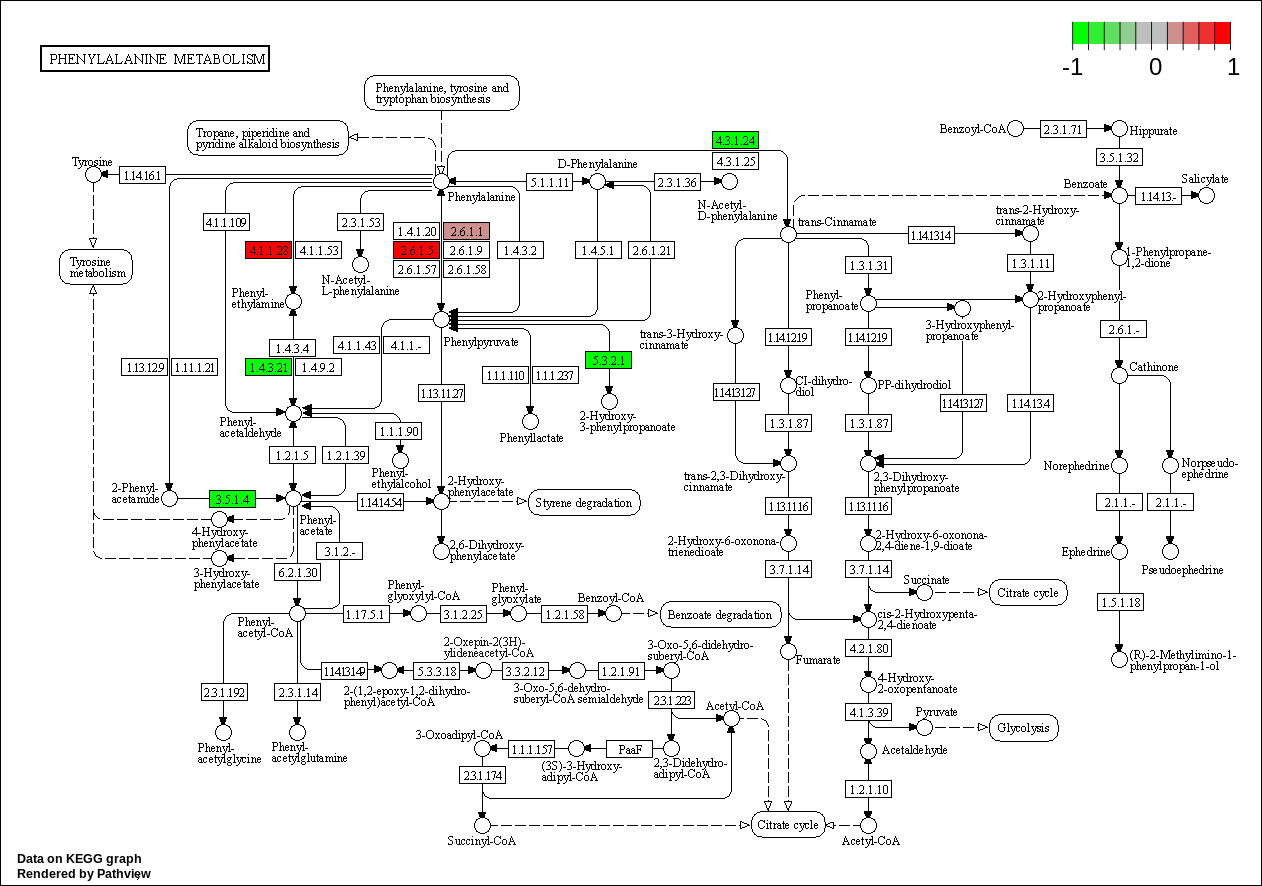 PHENYLALANINE METABOLISM
-1
0
1
Phenylalanine, tyrosine and
tryptophan biosynthesis
Tropane, piperidine and
pyridine alkaloid biosynthesis
Tyrosine
1.14.16.1
D-Phenylalanine
4.3.1.24
4.3.1.25
Benzoyl-CoA
2.3.1.71
Hippurate
3.5.1.32
5.1.1.11
2.3.1.36
Phenylalanine
N-Acetyl-
D-phenylalanine
Benzoate
1.14.13.-
Salicylate
4.1.1.109
2.3.1.53
1.4.1.20
2.6.1.1
trans-Cinnamate
trans-2-Hydroxy-
cinnamate
1.14.13.14
4.1.1.28
4.1.1.53
2.6.1.5
2.6.1.9
1.4.3.2
1.4.5.1
2.6.1.21
2.6.1.57
2.6.1.58
Tyrosine
metabolism
N-Acetyl-
L-phenylalanine
1.3.1.31
1.3.1.11
1-Phenylpropane-
1,2-dione
Phenyl-
ethylamine
Phenyl-
propanoate
2-Hydroxyphenyl-
propanoate
trans-3-Hydroxy-
cinnamate
3-Hydroxyphenyl-
propanoate
2.6.1.-
Phenylpyruvate
1.14.12.19
1.14.12.19
1.4.3.4
4.1.1.43
4.1.1.-
5.3.2.1
1.13.12.9
1.11.1.21
1.4.3.21
1.4.9.2
1.1.1.110
1.1.1.237
Cathinone
CI-dihydro-
diol
PP-dihydrodiol
1.13.11.27
1.14.13.127
1.14.13.127
1.14.13.4
2-Hydroxy-
3-phenylpropanoate
Phenyl-
acetaldehyde
1.1.1.90
Phenyllactate
1.3.1.87
1.3.1.87
1.2.1.5
1.2.1.39
Phenyl-
ethylalcohol
trans-2,3-Dihydroxy-
cinnamate
2,3-Dihydroxy-
phenylpropanoate
Norephedrine
Norpseudo-
ephedrine
2-Phenyl-
acetamide
3.5.1.4
2-Hydroxy-
phenylacetate
1.14.14.54
Styrene degradation
1.13.11.16
1.13.11.16
2.1.1.-
2.1.1.-
Phenyl-
acetate
4-Hydroxy-
phenylacetate
3.1.2.-
2,6-Dihydroxy-
phenylacetate
2-Hydroxy-6-oxonona-
trienedioate
2-Hydroxy-6-oxonona-
2,4-diene-1,9-dioate
Ephedrine
Pseudoephedrine
3-Hydroxy-
phenylacetate
6.2.1.30
3.7.1.14
3.7.1.14
Succinate
Citrate cycle
Phenyl-
glyoxylyl-CoA
Phenyl-
glyoxylate
Benzoyl-CoA
1.17.5.1
3.1.2.25
1.2.1.58
Benzoate degradation
1.5.1.18
Phenyl-
acetyl-CoA
cis-2-Hydroxypenta-
2,4-dienoate
2-Oxepin-2(3H)-
ylideneacetyl-CoA
3-Oxo-5,6-didehydro-
suberyl-CoA
4.2.1.80
Fumarate
(R)-2-Methylimino-1-
phenylpropan-1-ol
1.14.13.149
5.3.3.18
3.3.2.12
1.2.1.91
4-Hydroxy-
2-oxopentanoate
2.3.1.192
2.3.1.14
2-(1,2-epoxy-1,2-dihydro-
phenyl)acetyl-CoA
3-Oxo-5,6-dehydro-
suberyl-CoA semialdehyde
2.3.1.223
Acetyl-CoA
4.1.3.39
Pyruvate
Glycolysis
3-Oxoadipyl-CoA
1.1.1.157
PaaF
Acetaldehyde
Phenyl-
acetylglycine
Phenyl-
acetylglutamine
(3S)-3-Hydroxy-
adipyl-CoA
2,3-Didehydro-
adipyl-CoA
2.3.1.174
1.2.1.10
Citrate cycle
Succinyl-CoA
Acetyl-CoA
Data on KEGG graph
Rendered by Pathview